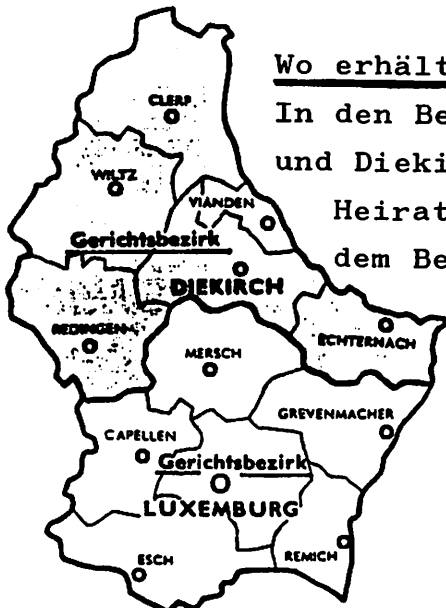 Wo erhält
In den Be
und Dieki
Heirat
dem Be
CLERF
WILTZ
VIANDEN
Gerichtsbezirk
DIEKIRCH
REDINGEN
ECHTERNACH
MERSCH
GREVENMACHER
CAPELLEN
Gerichtsbezirk
LUXEMBURG
ESCH
REMICH